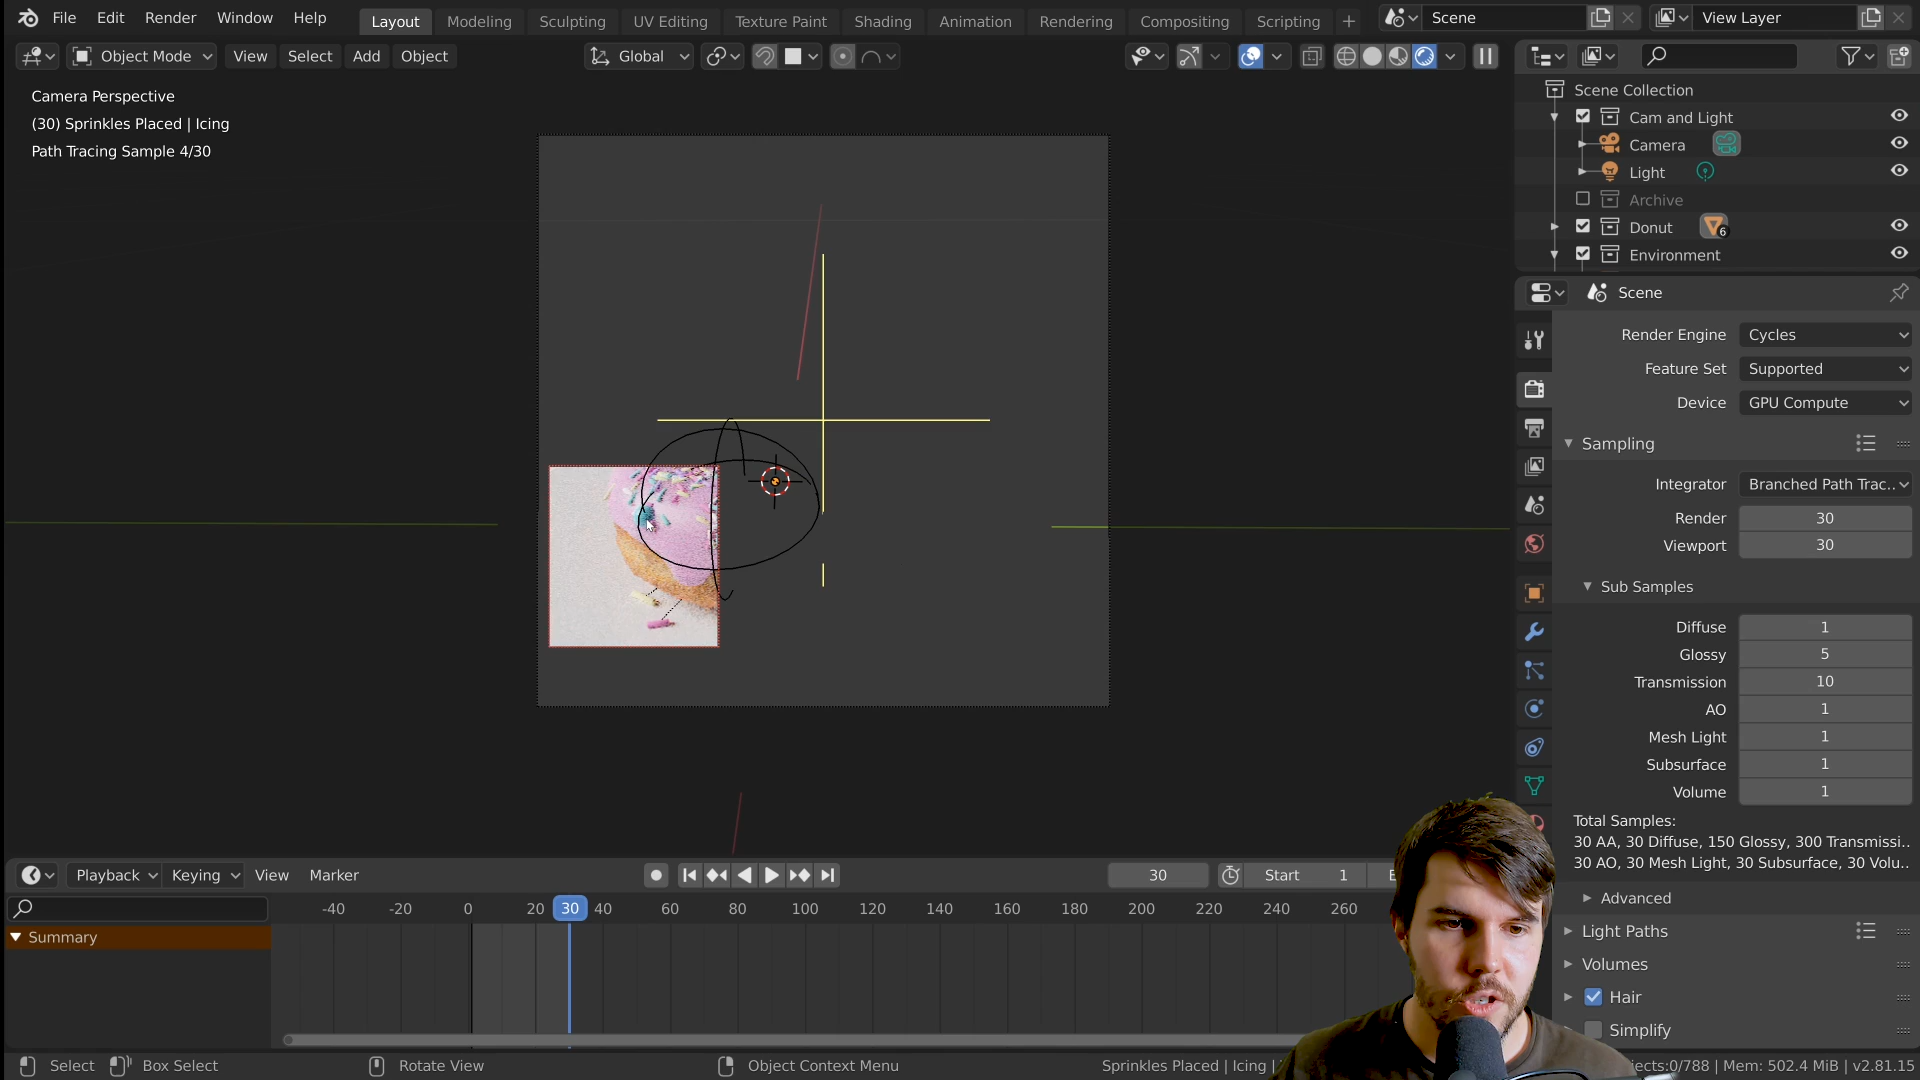 File Edit Render Window Help
Layout Modeling Sculpting UV Editing Texture Paint Shading Animation Rendering Compositing Scripting
Scene
View Layer
Object Mode View Select Add Object
Global
Camera Perspective
(30) Sprinkles Placed | Icing
Path Tracing Sample 4/30
Scene Collection
Cam and Light
Camera
Light
Archive
Donut 6
Environment
Scene
Render Engine Cycles
Feature Set Supported
Device GPU Compute
Sampling
Integrator Branched Path Trac..
Render 30
Viewport 30
Sub Samples
Diffuse 1
Glossy 5
Transmission 10
AO 1
Mesh Light 1
Subsurface 1
Volume 1
Total Samples:
30 AA, 30 Diffuse, 150 Glossy, 300 Transmissi..
30 AO, 30 Mesh Light, 30 Subsurface, 30 Volu..
Advanced
Light Paths
Volumes
Hair
Simplify
Playback Keying View Marker
30 Start 1
-40 -20 0 20 30 40 60 80 100 120 140 160 180 200 220 240 260
Summary
Select Box Select Rotate View Object Context Menu
Sprinkles Placed | Icing |
jects:0/788 | Mem: 502.4 MiB | v2.81.15